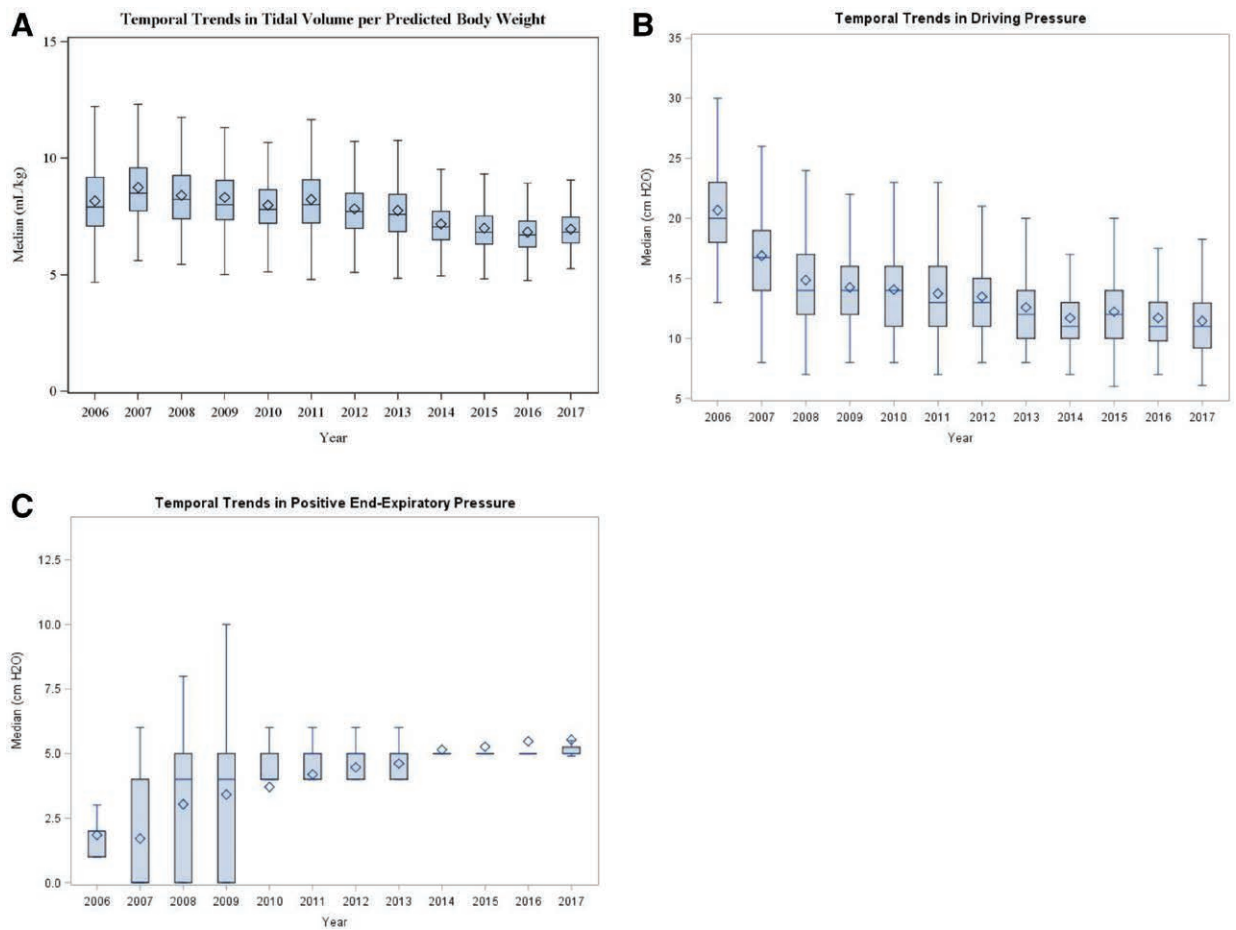 A
Temporal Trends in Tidal Volume per Predicted Body Weight
Median (mL/kg)
15
10
5
0
2006 2007 2008 2009 2010 2011 2012 2013 2014 2015 2016 2017
Year
B
Temporal Trends in Driving Pressure
Median (cm H2O)
35
30
25
20
15
10
5
2006 2007 2008 2009 2010 2011 2012 2013 2014 2015 2016 2017
Year
C
Temporal Trends in Positive End-Expiratory Pressure
Median (cm H2O)
12.5
10.0
7.5
5.0
2.5
0.0
2006 2007 2008 2009 2010 2011 2012 2013 2014 2015 2016 2017
Year